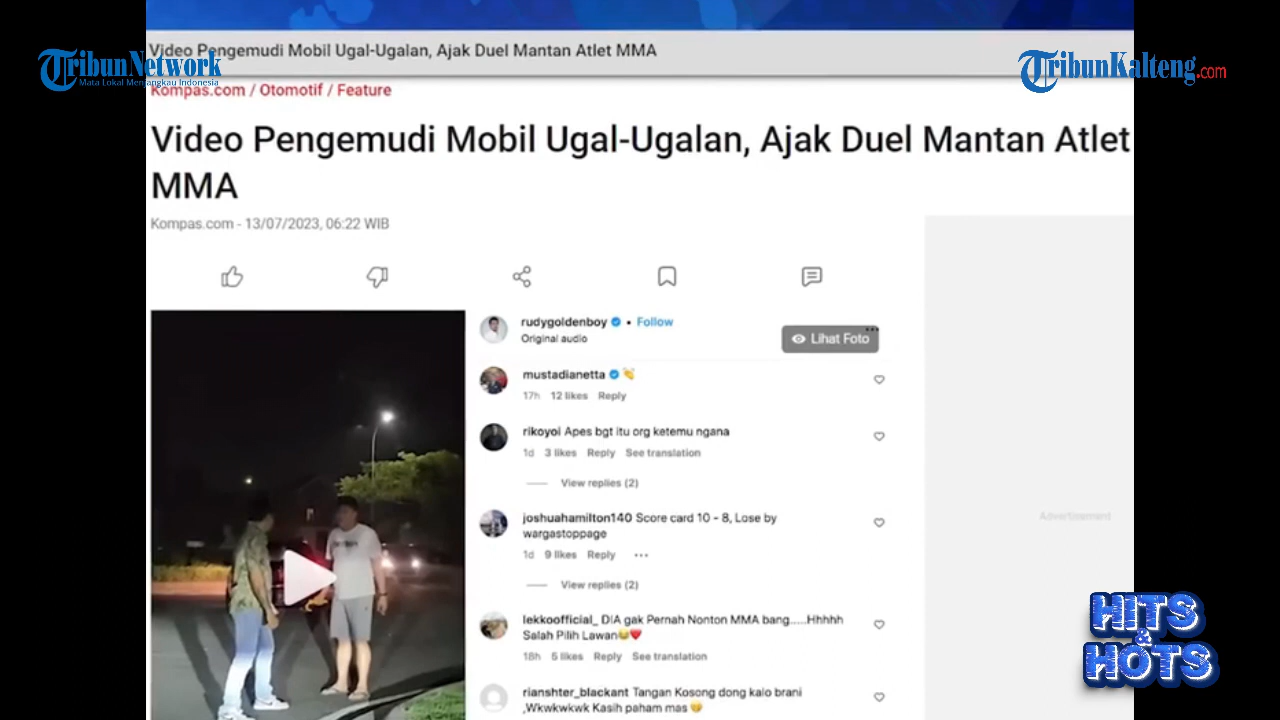 Video Pengemudi Mobil Ugal-Ugalan, Ajak Duel Mantan Atlet MMA
TribunNetwork
Mata Lokal Menjangkau Indonesia
TribunKalteng.com
Kompas.com / Otomotif / Feature
Video Pengemudi Mobil Ugal-Ugalan, Ajak Duel Mantan Atlet
MMA
Kompas.com - 13/07/2023, 06:22 WIB
rudygoldenboy • Follow
Original audio
Lihat Foto
mustadianetta 👏
17h 12 likes Reply
rikoyoi Apes bgt itu org ketemu ngana
1d 3 likes Reply See translation
View replies (2)
joshuahamilton140 Score card 10 - 8, Lose by
wargastoppage
1d 9 likes Reply ...
View replies (2)
lekkoofficial_ DIA gak Pernah Nonton MMA bang.....Hhhhh
Salah Pilih Lawan😂❤️
18h 5 likes Reply See translation
rianshter_blackant Tangan Kosong dong kalo brani
,Wkwkwkwk Kasih paham mas
Advertisement
HITS
&
HOTS